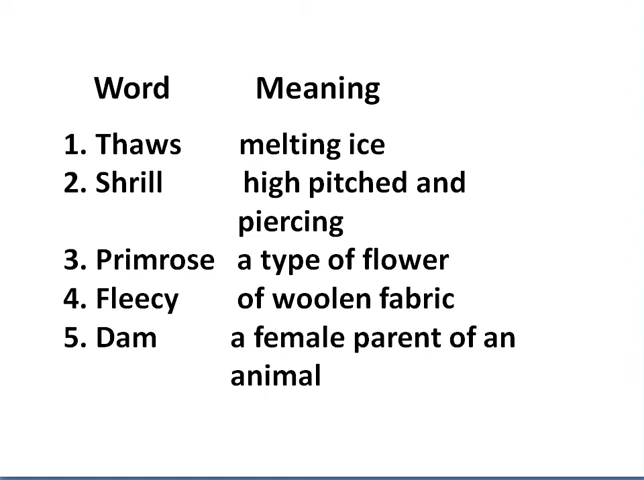 Word Meaning
1. Thaws melting ice
2. Shrill high pitched and
piercing
3. Primrose a type of flower
4. Fleecy of woolen fabric
5. Dam a female parent of an
animal